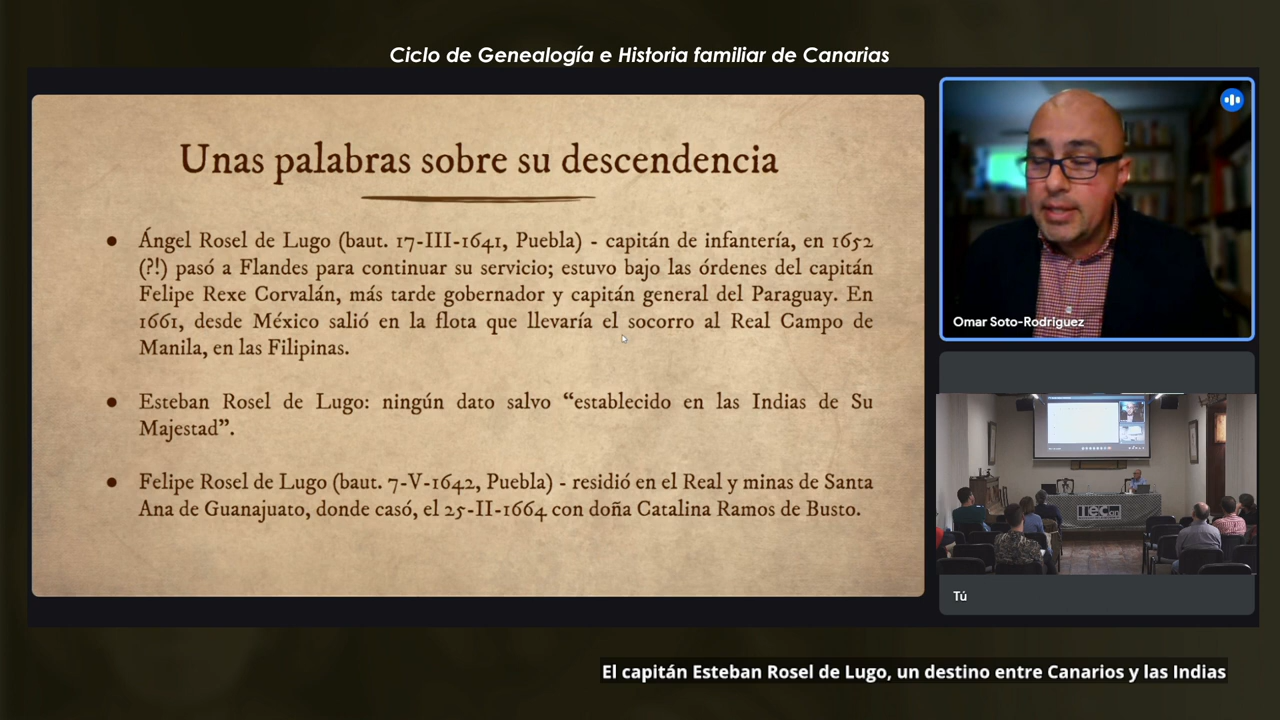 Ciclo de Genealogía e Historia familiar de Canarias
Unas palabras sobre su descendencia
● Ángel Rosel de Lugo (baut. 17-III-1641, Puebla) - capitán de infantería, en 1652
(?!) pasó a Flandes para continuar su servicio; estuvo bajo las órdenes del capitán
Felipe Rexe Corvalán, más tarde gobernador y capitán general del Paraguay. En
1661, desde México salió en la flota que llevaría el socorro al Real Campo de
Manila, en las Filipinas.
● Esteban Rosel de Lugo: ningún dato salvo “establecido en las Indias de Su
Majestad”.
● Felipe Rosel de Lugo (baut. 7-V-1642, Puebla) - residió en el Real y minas de Santa
Ana de Guanajuato, donde casó, el 25-II-1664 con doña Catalina Ramos de Busto.
Omar Soto-Rodríguez
Tú
El capitán Esteban Rosel de Lugo, un destino entre Canarios y las Indias